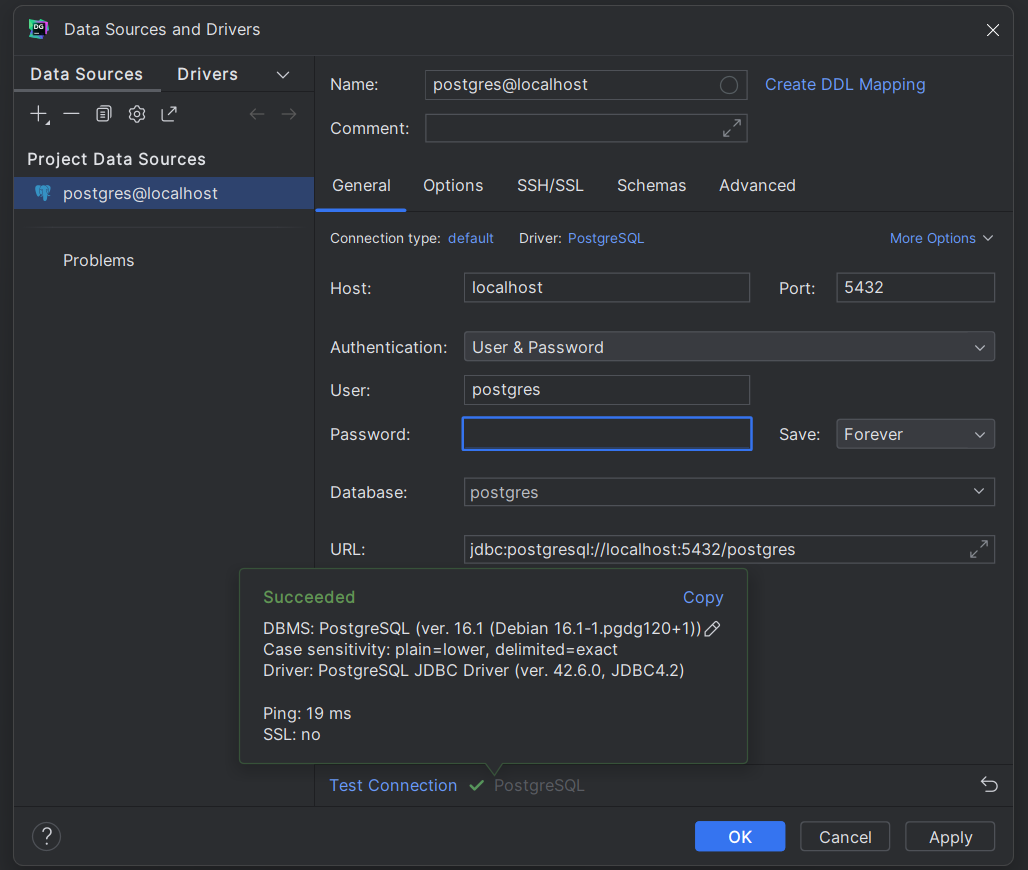 DG
Data Sources and Drivers
Data Sources Drivers
Project Data Sources
postgres@localhost
Problems
Name: postgres@localhost Create DDL Mapping
Comment:
General Options SSH/SSL Schemas Advanced
Connection type: default Driver: PostgreSQL More Options
Host: localhost Port: 5432
Authentication: User & Password
User: postgres
Password: Save: Forever
Database: postgres
URL: jdbc:postgresql://localhost:5432/postgres
Succeeded Copy
DBMS: PostgreSQL (ver. 16.1 (Debian 16.1-1.pgdg120+1))
Case sensitivity: plain=lower, delimited=exact
Driver: PostgreSQL JDBC Driver (ver. 42.6.0, JDBC4.2)
Ping: 19 ms
SSL: no
Test Connection PostgreSQL
? OK Cancel Apply